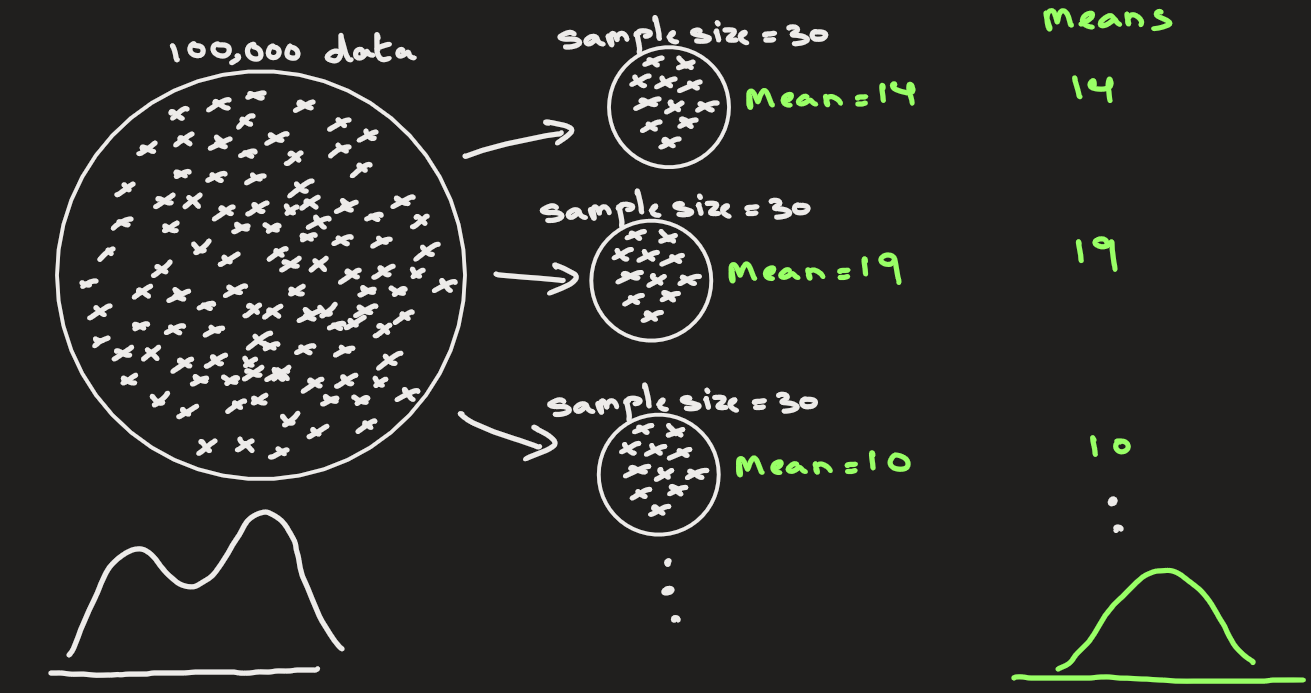 100,000 data
sample size = 30
Mean = 14
sample size = 30
Mean = 19
sample size = 30
Mean = 10
Means
14
19
10